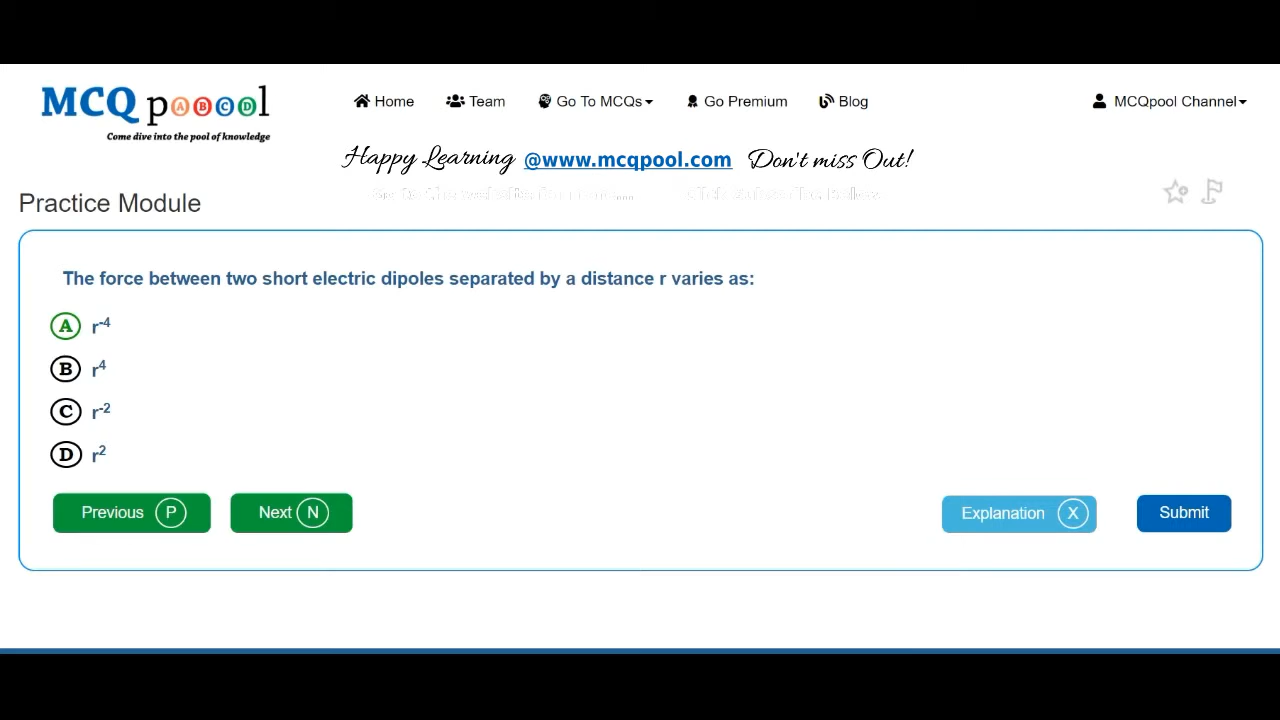 MCQ pooool
Come dive into the pool of knowledge
Home Team Go To MCQs Go Premium Blog MCQpool Channel
Happy Learning @www.mcqpool.com Don't miss Out!
Practice Module
The force between two short electric dipoles separated by a distance r varies as:
A r⁻⁴
B r⁴
C r⁻²
D r²
Previous P Next N Explanation X Submit